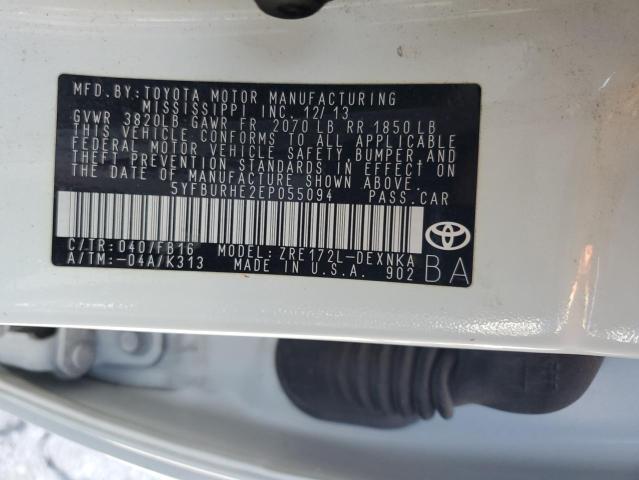 MFD.BY:TOYOTA MOTOR MANUFACTURING
MISSISSIPPI INC. 12/13
GVWR 3820LB GAWR FR 2070 LB RR 1850 LB
THIS VEHICLE CONFORMS TO ALL APPLICABLE
FEDERAL MOTOR VEHICLE SAFETY, BUMPER, AND
THEFT PREVENTION STANDARDS IN EFFECT ON
THE DATE OF MANUFACTURE SHOWN ABOVE.
5YFBURHE2EP055094 PASS.CAR
C/TR:040/FB16 MODEL:ZRE172L-DEXNKA
A/TM:-04A/K313 MADE IN U.S.A. 902
BA